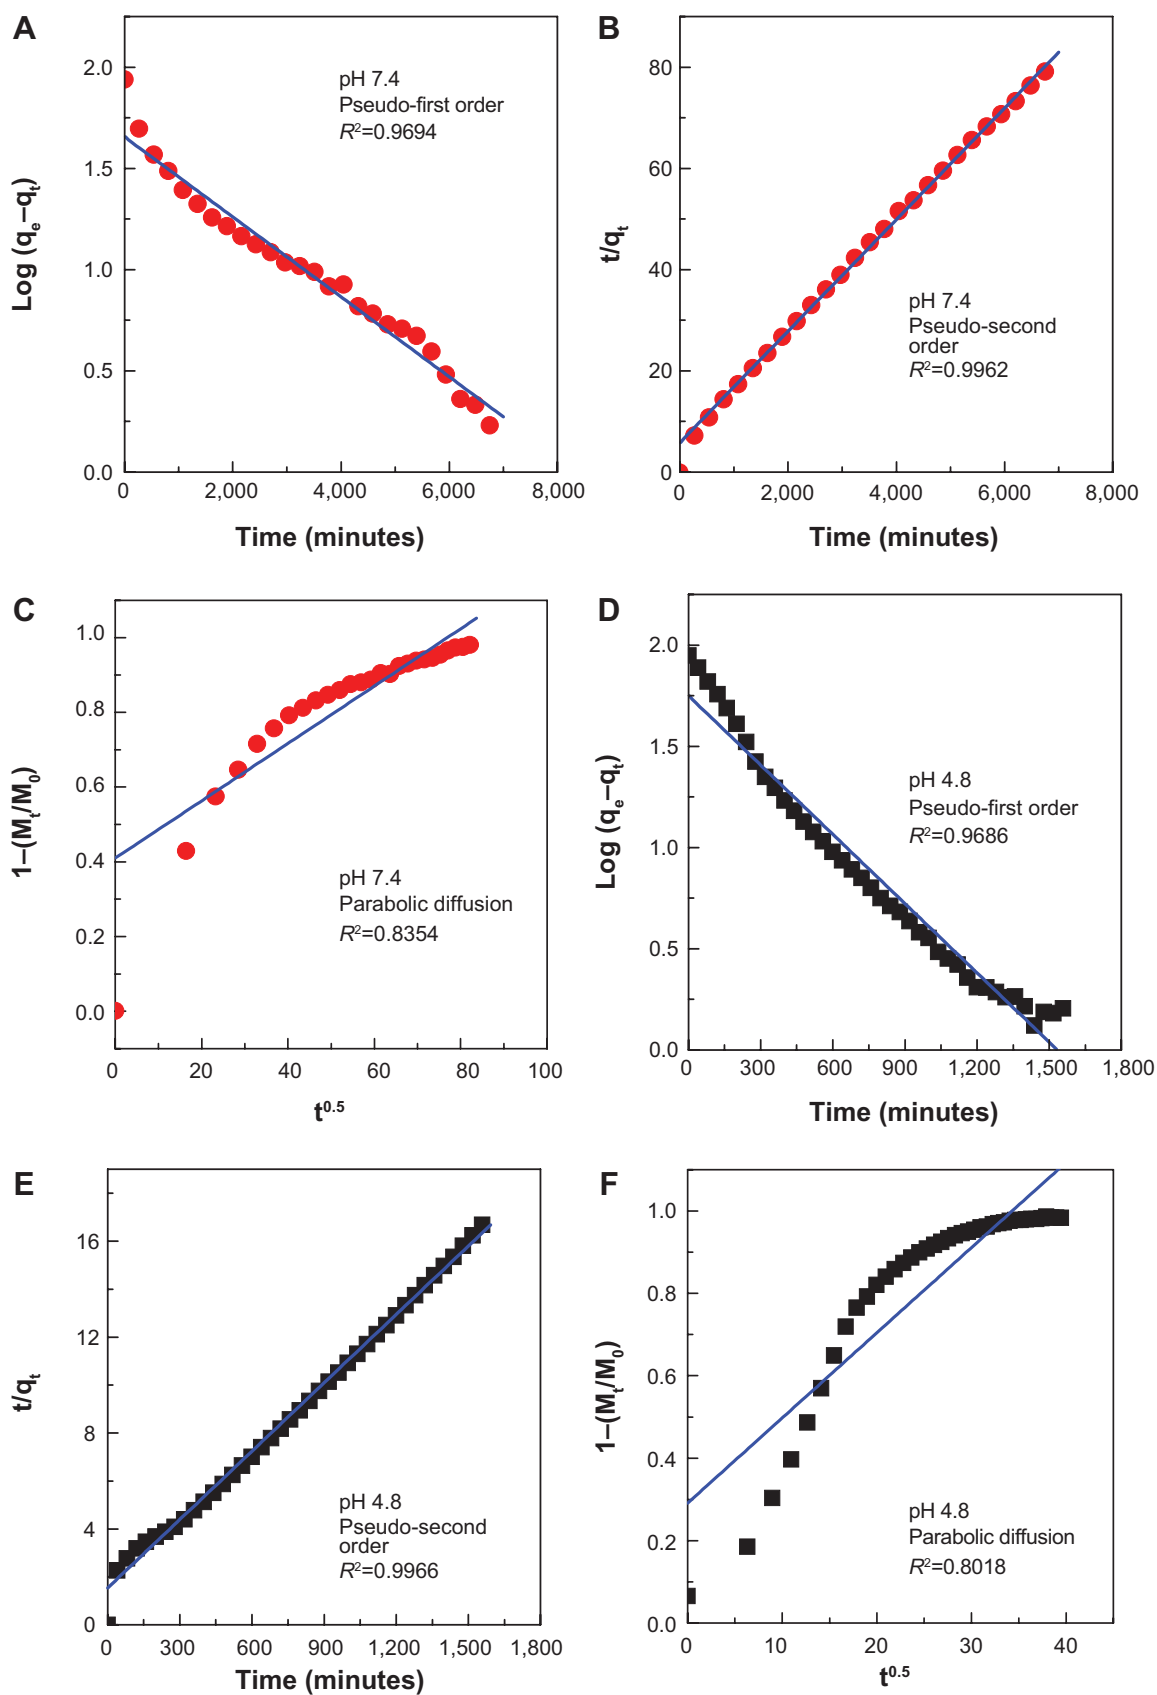 A
2.0
1.5
1.0
0.5
0.0
Log (qe–qt)
pH 7.4
Pseudo-first order
R²=0.9694
0 2,000 4,000 6,000 8,000
Time (minutes)
B
80
60
40
20
0
t/qt
pH 7.4
Pseudo-second
order
R²=0.9962
0 2,000 4,000 6,000 8,000
Time (minutes)
C
1.0
0.8
0.6
0.4
0.2
0.0
1–(Mt/M0)
pH 7.4
Parabolic diffusion
R²=0.8354
0 20 40 60 80 100
t0.5
D
2.0
1.5
1.0
0.5
0.0
Log (qe–qt)
pH 4.8
Pseudo-first order
R²=0.9686
0 300 600 900 1,200 1,500 1,800
Time (minutes)
E
16
12
8
4
0
t/qt
pH 4.8
Pseudo-second
order
R²=0.9966
0 300 600 900 1,200 1,500 1,800
Time (minutes)
F
1.0
0.8
0.6
0.4
0.2
0.0
1–(Mt/M0)
pH 4.8
Parabolic diffusion
R²=0.8018
0 10 20 30 40
t0.5